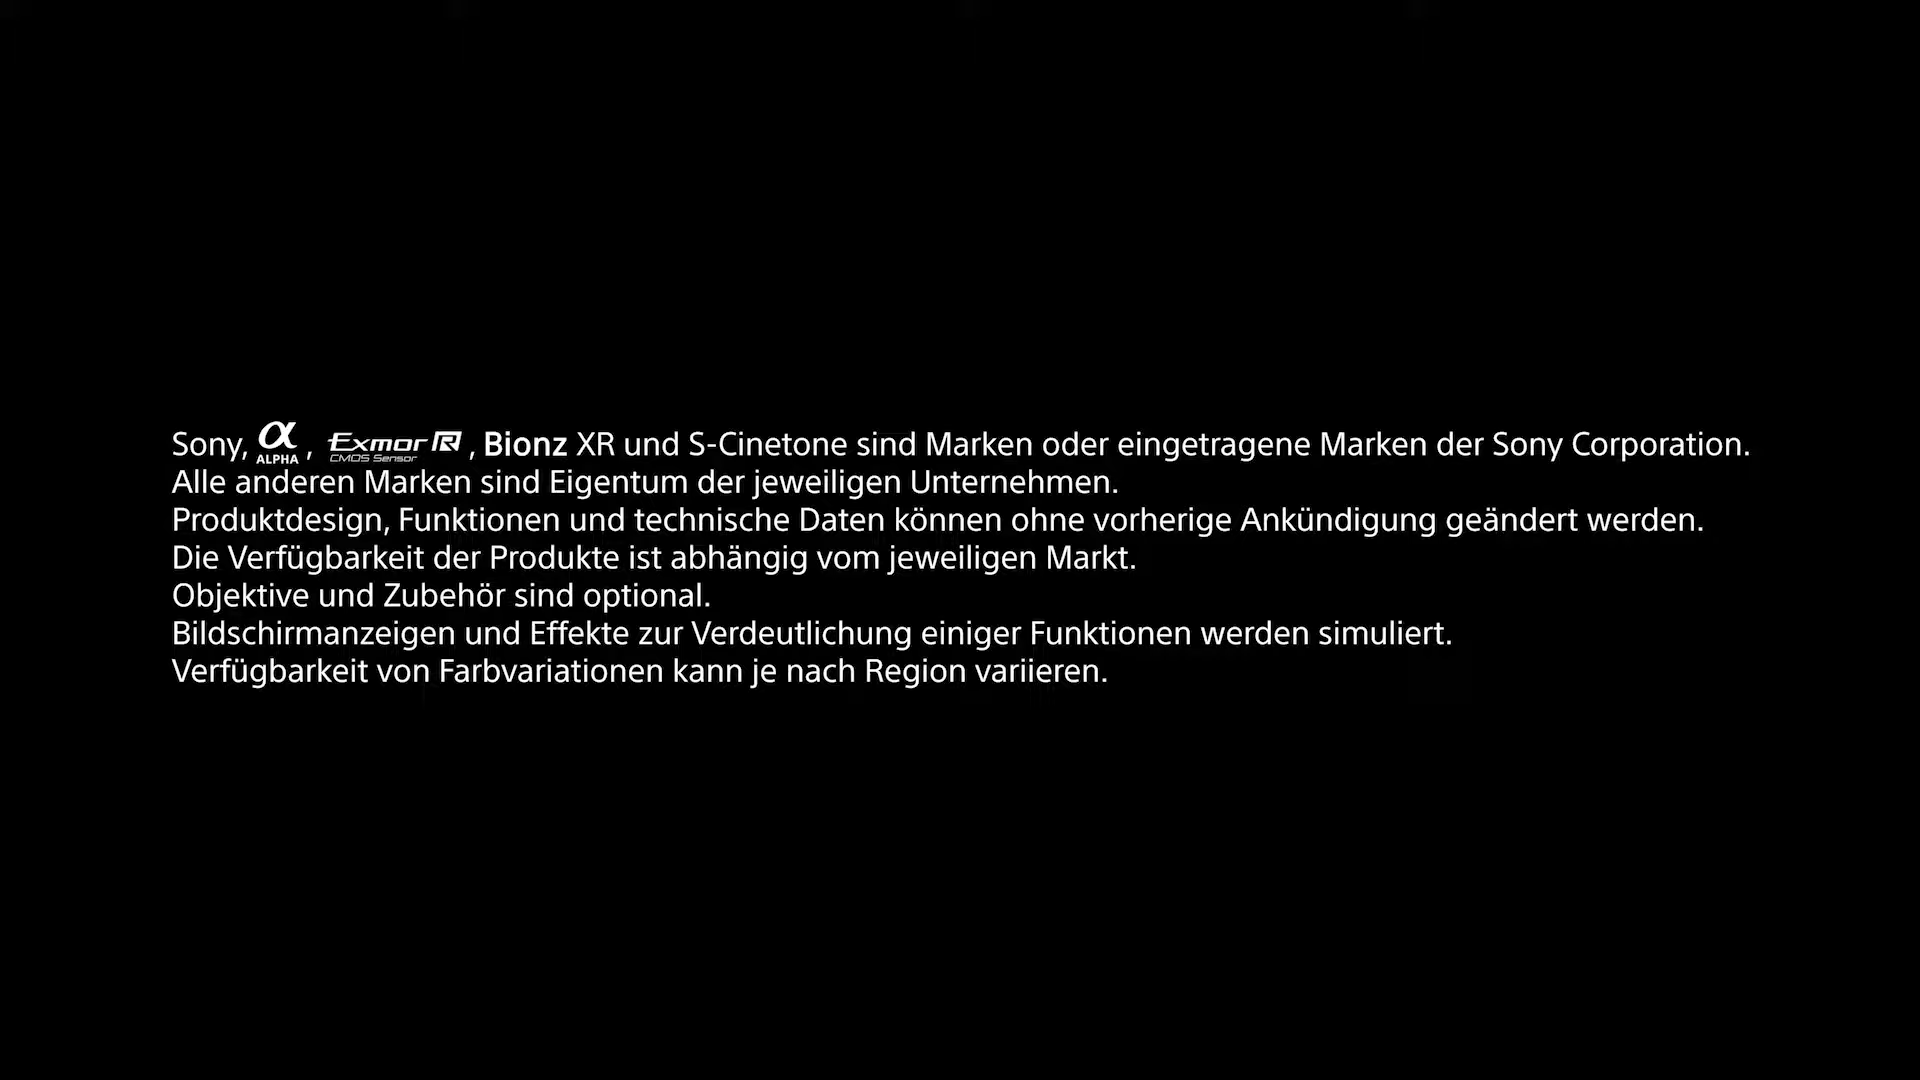 Sony, α ALPHA, Exmor R CMOS Sensor, Bionz XR und S-Cinetone sind Marken oder eingetragene Marken der Sony Corporation.
Alle anderen Marken sind Eigentum der jeweiligen Unternehmen.
Produktdesign, Funktionen und technische Daten können ohne vorherige Ankündigung geändert werden.
Die Verfügbarkeit der Produkte ist abhängig vom jeweiligen Markt.
Objektive und Zubehör sind optional.
Bildschirmanzeigen und Effekte zur Verdeutlichung einiger Funktionen werden simuliert.
Verfügbarkeit von Farbvariationen kann je nach Region variieren.